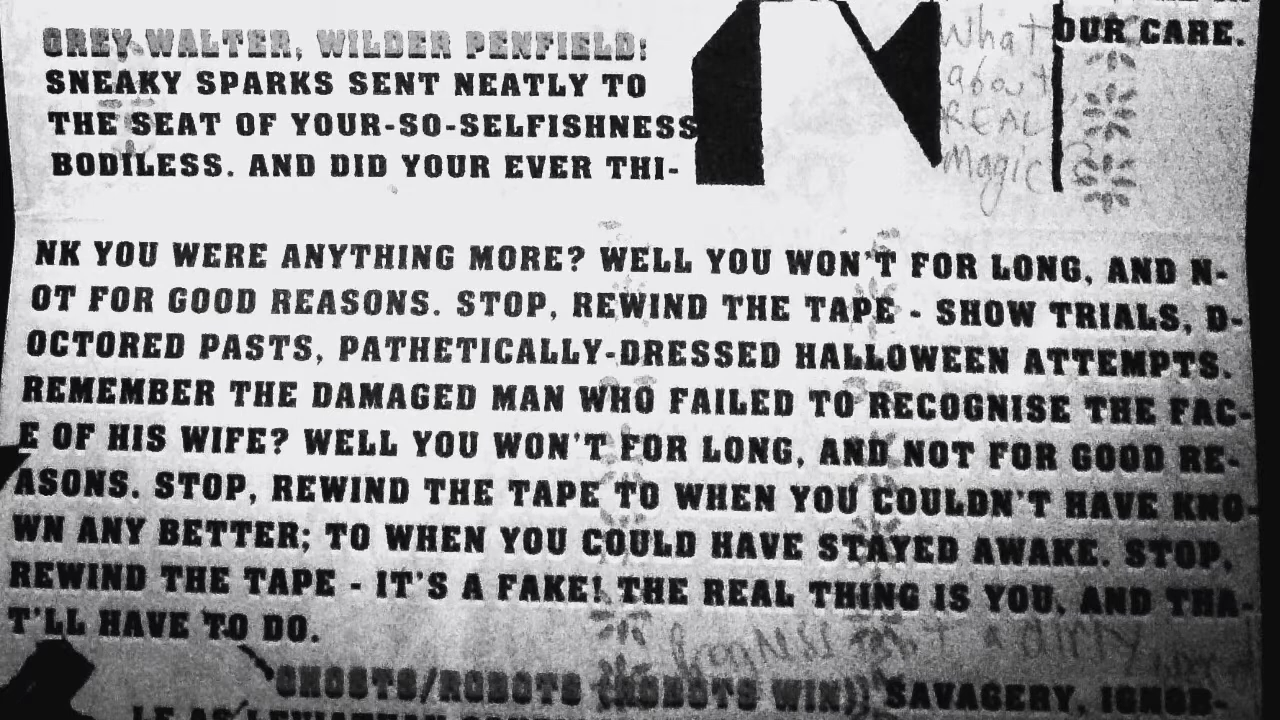 OUR CARE.
GREY WALTER, WILDER PENFIELD:
SNEAKY SPARKS SENT NEATLY TO
THE SEAT OF YOUR-SO-SELFISHNESS
BODILESS. AND DID YOUR EVER THI-
What
about
REAL
Magic?
NK YOU WERE ANYTHING MORE? WELL YOU WON'T FOR LONG, AND N-
OT FOR GOOD REASONS. STOP, REWIND THE TAPE - SHOW TRIALS, D-
OCTORED PASTS, PATHETICALLY-DRESSED HALLOWEEN ATTEMPTS.
REMEMBER THE DAMAGED MAN WHO FAILED TO RECOGNISE THE FAC-
E OF HIS WIFE? WELL YOU WON'T FOR LONG, AND NOT FOR GOOD RE-
ASONS. STOP, REWIND THE TAPE TO WHEN YOU COULDN'T HAVE KNO-
WN ANY BETTER; TO WHEN YOU COULD HAVE STAYED AWAKE. STOP,
REWIND THE TAPE - IT'S A FAKE! THE REAL THING IS YOU, AND THA-
T'LL HAVE TO DO.
a dirty
GHOSTS/ROBOTS (ROBOTS WIN)) SAVAGERY, IGNOR-
AS LEVIATHAN